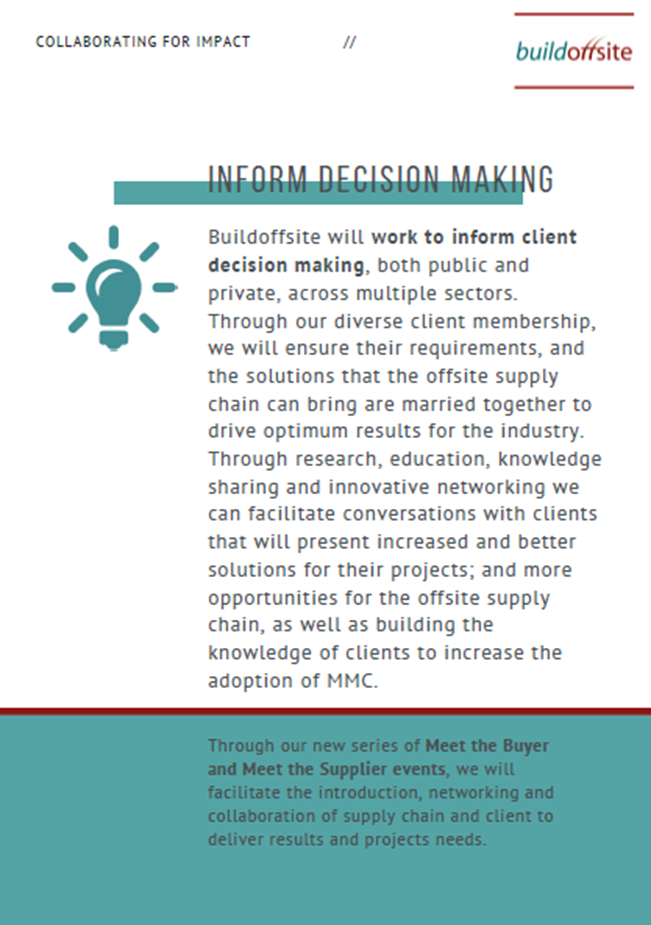 COLLABORATING FOR IMPACT // buildoffsite
INFORM DECISION MAKING
Buildoffsite will work to inform client
decision making, both public and
private, across multiple sectors.
Through our diverse client membership,
we will ensure their requirements, and
the solutions that the offsite supply
chain can bring are married together to
drive optimum results for the industry.
Through research, education, knowledge
sharing and innovative networking we
can facilitate conversations with clients
that will present increased and better
solutions for their projects; and more
opportunities for the offsite supply
chain, as well as building the
knowledge of clients to increase the
adoption of MMC.
Through our new series of Meet the Buyer
and Meet the Supplier events, we will
facilitate the introduction, networking and
collaboration of supply chain and client to
deliver results and projects needs.